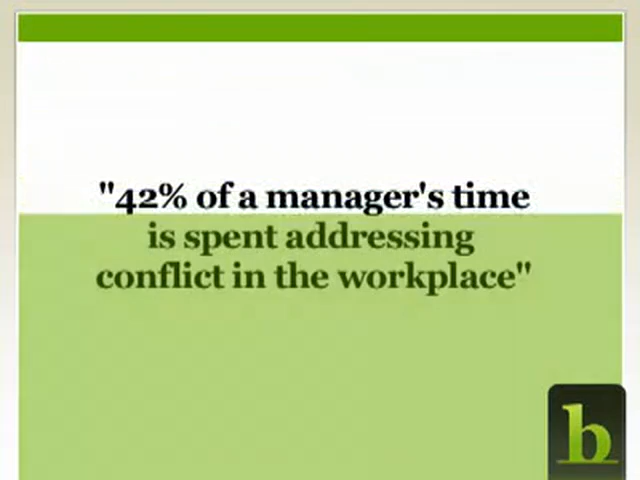 "42% of a manager's time
is spent addressing
conflict in the workplace"
b